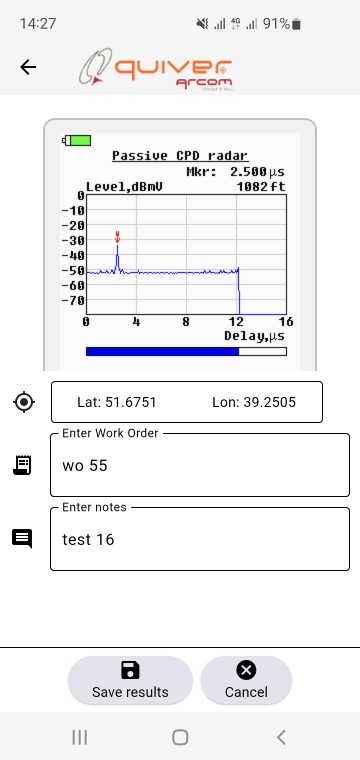 14:27 4G 91%
quiver®
arcom
DIGITAL
Passive CPD radar
Mkr: 2.500µs
Level,dBmV 1082ft
0
-10
-20
-30
-40
-50
-60
-70
0 4 8 12 16
Delay,µs
Lat: 51.6751 Lon: 39.2505
Enter Work Order
wo 55
Enter notes
test 16
Save results Cancel